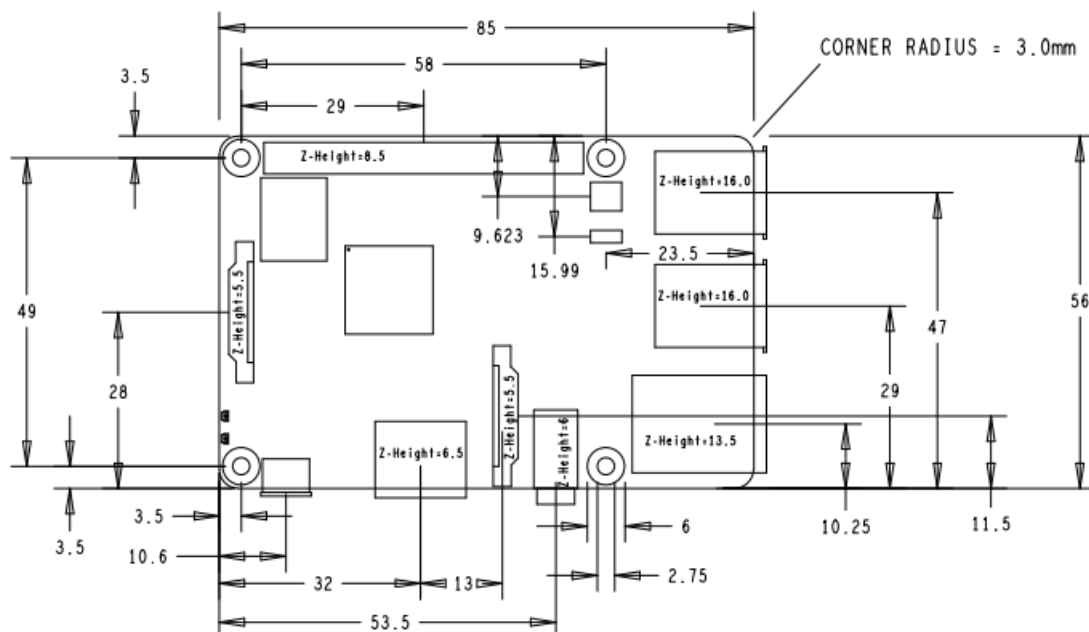 85
CORNER RADIUS = 3.0mm
58
3.5
29
Z-Height=8.5
Z-Height=16.0
9.623
23.5
15.99
Z-Height=5.5
Z-Height=16.0
56
49
47
28
29
Z-Height=5.5
Z-Height=6
Z-Height=6.5
Z-Height=13.5
3.5
6
10.25
11.5
3.5
10.6
32
13
2.75
53.5